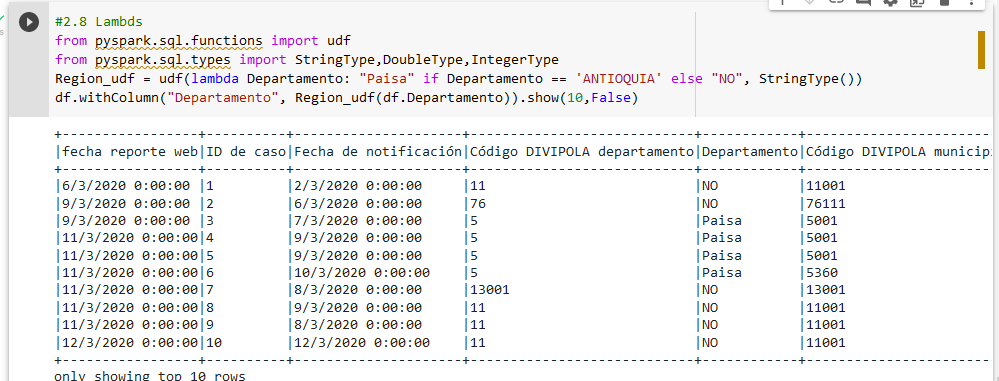 #2.8 Lambds
from pyspark.sql.functions import udf
from pyspark.sql.types import StringType,DoubleType,IntegerType
Region_udf = udf(lambda Departamento: "Paisa" if Departamento == 'ANTIOQUIA' else "NO", StringType())
df.withColumn("Departamento", Region_udf(df.Departamento)).show(10,False)
+-----------------+----------+----------------------+-----------------------------+------------+------------------------
|fecha reporte web|ID de caso|Fecha de notificación|Código DIVIPOLA departamento|Departamento|Código DIVIPOLA municipi
+-----------------+----------+----------------------+-----------------------------+------------+------------------------
|6/3/2020 0:00:00 |1 |2/3/2020 0:00:00 |11 |NO |11001
|9/3/2020 0:00:00 |2 |6/3/2020 0:00:00 |76 |NO |76111
|9/3/2020 0:00:00 |3 |7/3/2020 0:00:00 |5 |Paisa |5001
|11/3/2020 0:00:00|4 |9/3/2020 0:00:00 |5 |Paisa |5001
|11/3/2020 0:00:00|5 |9/3/2020 0:00:00 |5 |Paisa |5001
|11/3/2020 0:00:00|6 |10/3/2020 0:00:00 |5 |Paisa |5360
|11/3/2020 0:00:00|7 |8/3/2020 0:00:00 |13001 |NO |13001
|11/3/2020 0:00:00|8 |9/3/2020 0:00:00 |11 |NO |11001
|11/3/2020 0:00:00|9 |8/3/2020 0:00:00 |11 |NO |11001
|12/3/2020 0:00:00|10 |12/3/2020 0:00:00 |11 |NO |11001
+-----------------+----------+----------------------+-----------------------------+------------+------------------------
only showing top 10 rows